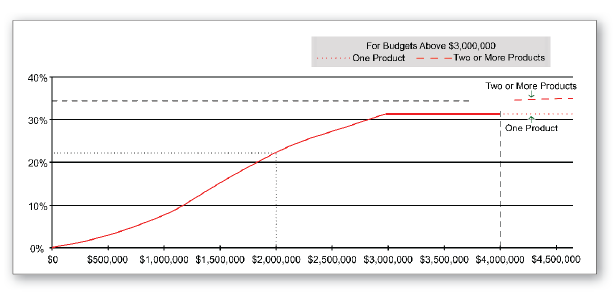 For Budgets Above $3,000,000
One Product Two or More Products
40%
Two or More Products
30%
One Product
20%
10%
0%
$0 $500,000 $1,000,000 $1,500,000 $2,000,000 $2,500,000 $3,000,000 $3,500,000 $4,000,000 $4,500,000